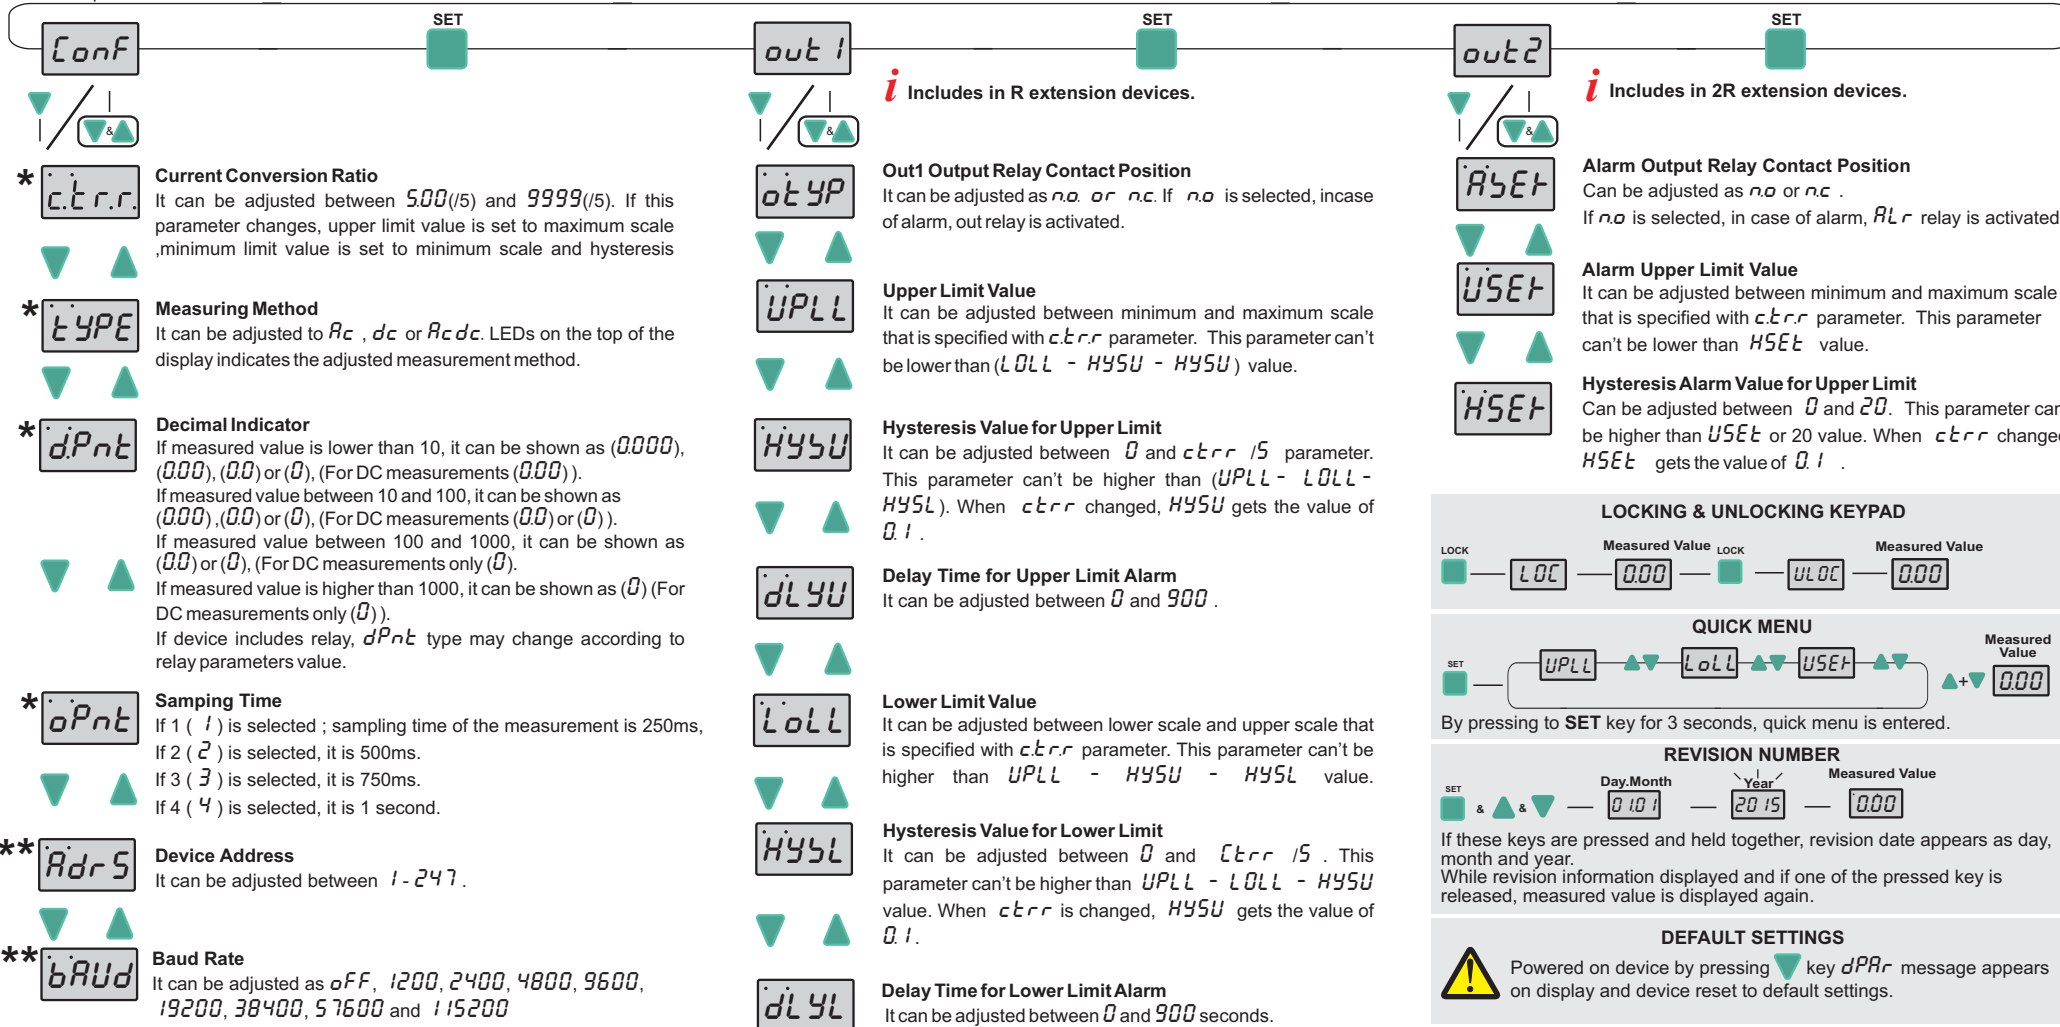 SET
ConF
*
c.t r.r.
Current Conversion Ratio
It can be adjusted between 5.00(/5) and 9999(/5). If this
parameter changes, upper limit value is set to maximum scale
,minimum limit value is set to minimum scale and hysteresis
*
tYPE
Measuring Method
It can be adjusted to Ac , dc or Acdc. LEDs on the top of the
display indicates the adjusted measurement method.
*
d.Pnt
Decimal Indicator
If measured value is lower than 10, it can be shown as (0.000),
(0.00), (0.0) or (0), (For DC measurements (0.00) ).
If measured value between 10 and 100, it can be shown as
(0.00) ,(0.0) or (0), (For DC measurements (0.0) or (0) ).
If measured value between 100 and 1000, it can be shown as
(0.0) or (0), (For DC measurements only (0).
If measured value is higher than 1000, it can be shown as (0) (For
DC measurements only (0) ).
If device includes relay, dPnt type may change according to
relay parameters value.
*
oPnt
Samping Time
If 1 ( 1 ) is selected ; sampling time of the measurement is 250ms,
If 2 ( 2 ) is selected, it is 500ms.
If 3 ( 3 ) is selected, it is 750ms.
If 4 ( 4 ) is selected, it is 1 second.
**
AdrS
Device Address
It can be adjusted between 1 - 247 .
**
bAUd
Baud Rate
It can be adjusted as oFF, 1200, 2400, 4800, 9600,
19200, 38400, 57600 and 115200
&
SET
out 1
i Includes in R extension devices.
&
otYP
Out1 Output Relay Contact Position
It can be adjusted as n.o. or n.c. If n.o is selected, incase
of alarm, out relay is activated.
UPLL
Upper Limit Value
It can be adjusted between minimum and maximum scale
that is specified with c.t r.r parameter. This parameter can't
be lower than (LOLL - HYSU - HYSU ) value.
HYSU
Hysteresis Value for Upper Limit
It can be adjusted between 0 and ctrr /5 parameter.
This parameter can't be higher than (UPLL - LOLL -
HYSL ). When ctrr changed, HYSU gets the value of
0.1 .
dLYU
Delay Time for Upper Limit Alarm
It can be adjusted between 0 and 900 .
LoLL
Lower Limit Value
It can be adjusted between lower scale and upper scale that
is specified with c.t r.r parameter. This parameter can't be
higher than UPLL - HYSU - HYSL value.
HYSL
Hysteresis Value for Lower Limit
It can be adjusted between 0 and Ctrr /5 . This
parameter can't be higher than UPLL - LOLL - HYSU
value. When ctrr is changed, HYSU gets the value of
0.1 .
dLYL
Delay Time for Lower Limit Alarm
It can be adjusted between 0 and 900 seconds.
SET
out2
i Includes in 2R extension devices.
&
ASEt
Alarm Output Relay Contact Position
Can be adjusted as n.o or n.c .
If n.o is selected, in case of alarm, ALr relay is activated
USEt
Alarm Upper Limit Value
It can be adjusted between minimum and maximum scale
that is specified with c.t r.r parameter. This parameter
can't be lower than HSEt value.
HSEt
Hysteresis Alarm Value for Upper Limit
Can be adjusted between 0 and 20. This parameter can
be higher than USEt or 20 value. When ctrr changed
HSEt gets the value of 0.1 .
LOCKING & UNLOCKING KEYPAD
LOCK LOC Measured Value 0.00 LOCK ULOC Measured Value 0.00
QUICK MENU
SET UPLL LoLL USEt + Measured Value 0.00
By pressing to SET key for 3 seconds, quick menu is entered.
REVISION NUMBER
SET & & Day.Month 01.01 Year 2015 Measured Value 0.00
If these keys are pressed and held together, revision date appears as day,
month and year.
While revision information displayed and if one of the pressed key is
released, measured value is displayed again.
DEFAULT SETTINGS
Powered on device by pressing key dPAr message appears
on display and device reset to default settings.